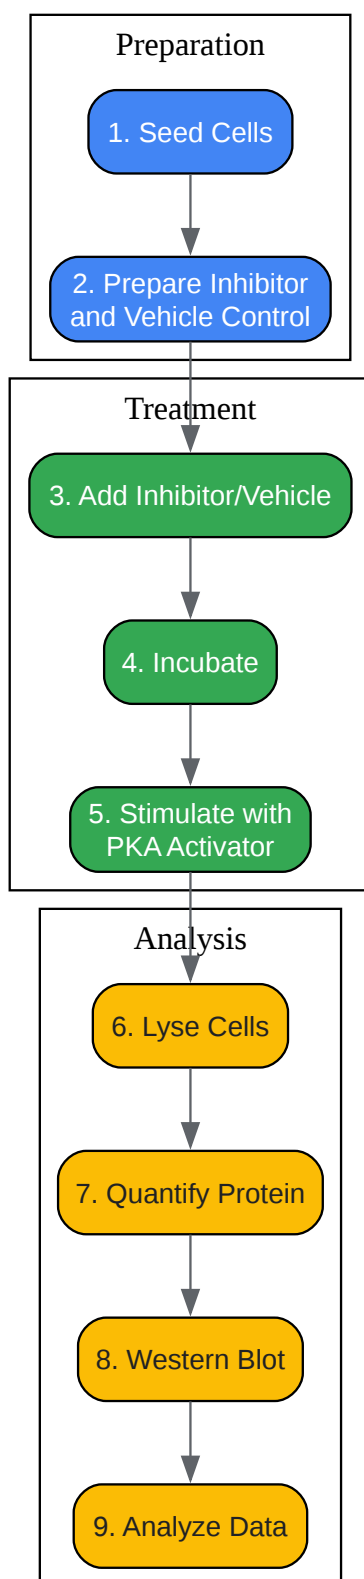 Preparation
1. Seed Cells
2. Prepare Inhibitor
and Vehicle Control
Treatment
3. Add Inhibitor/Vehicle
4. Incubate
5. Stimulate with
PKA Activator
Analysis
6. Lyse Cells
7. Quantify Protein
8. Western Blot
9. Analyze Data